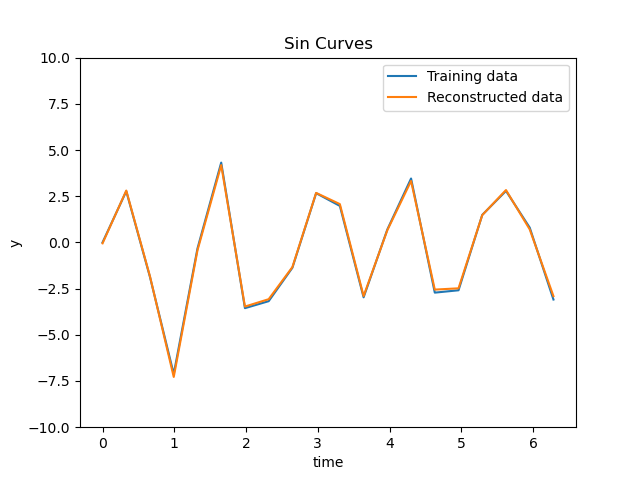 Sin Curves
Training data
Reconstructed data
10.0
7.5
5.0
2.5
0.0
−2.5
−5.0
−7.5
−10.0
y
0 1 2 3 4 5 6
time